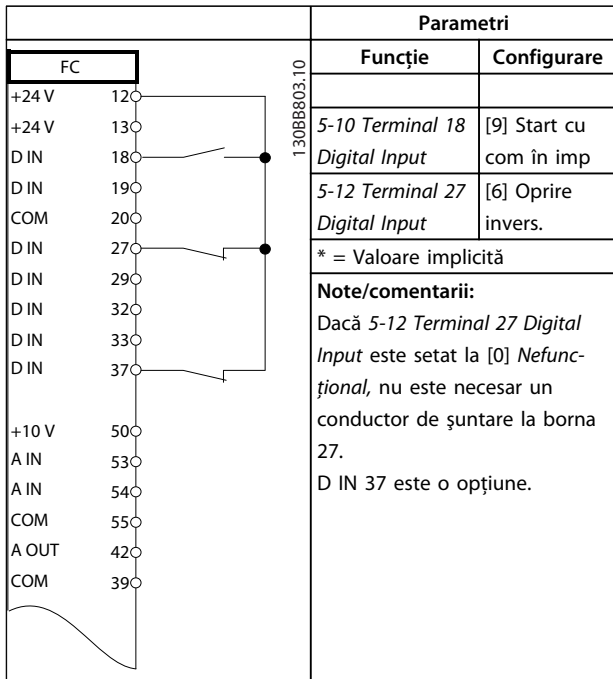 Parametri
Funcție Configurare
5-10 Terminal 18 [9] Start cu
Digital Input com în imp
5-12 Terminal 27 [6] Oprire
Digital Input invers.
* = Valoare implicită
Note/comentarii:
Dacă 5-12 Terminal 27 Digital
Input este setat la [0] Nefunc-
țional, nu este necesar un
conductor de șuntare la borna
27.
D IN 37 este o opțiune.
FC
+24 V 12
+24 V 13
D IN 18
D IN 19
COM 20
D IN 27
D IN 29
D IN 32
D IN 33
D IN 37
+10 V 50
A IN 53
A IN 54
COM 55
A OUT 42
COM 39
130BB803.10